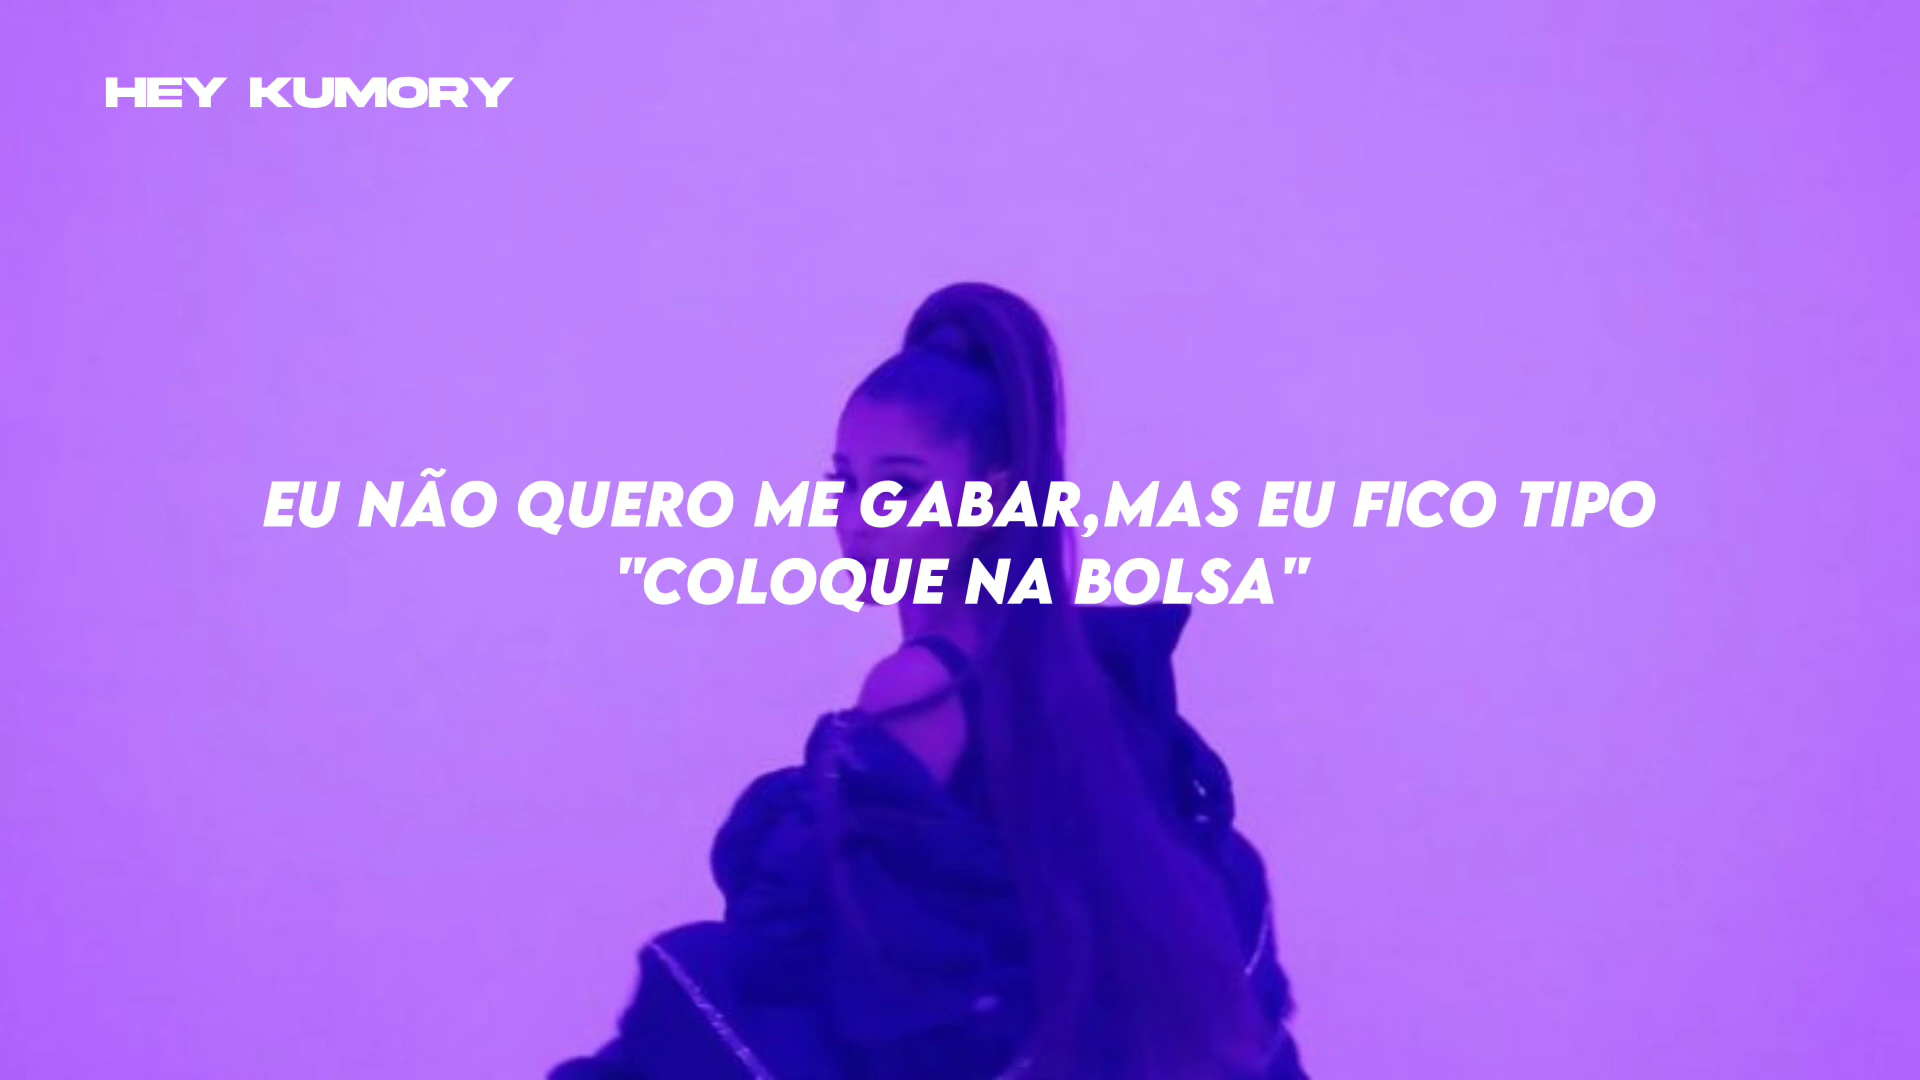 HEY KUMORY
EU NÃO QUERO ME GABAR,MAS EU FICO TIPO
"COLOQUE NA BOLSA"